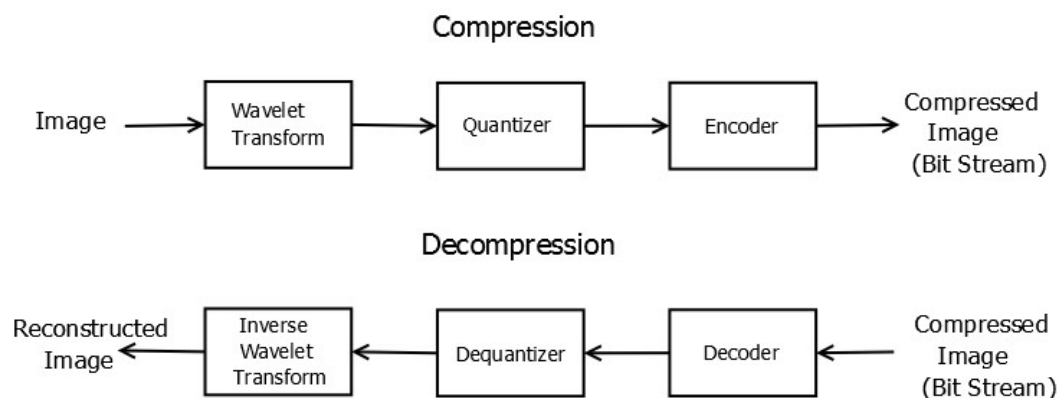 Compression
Image
Wavelet
Transform
Quantizer
Encoder
Compressed
Image
(Bit Stream)
Decompression
Reconstructed
Image
Inverse
Wavelet
Transform
Dequantizer
Decoder
Compressed
Image
(Bit Stream)